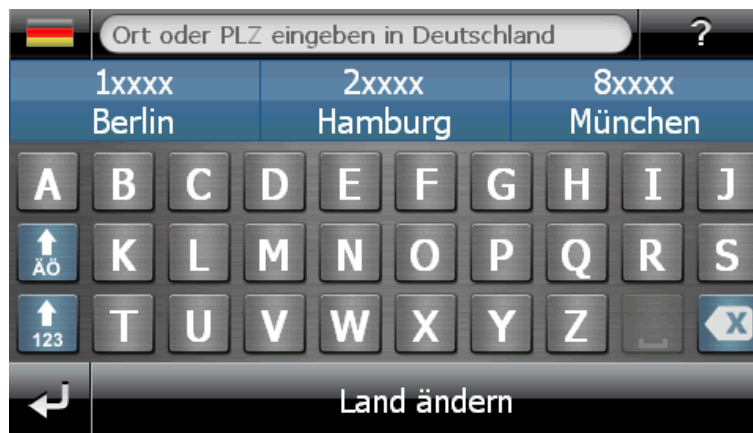 Ort oder PLZ eingeben in Deutschland ?
1xxxx 2xxxx 8xxxx
Berlin Hamburg München
A B C D E F G H I J
ÄÖ K L M N O P Q R S
123 T U V W X Y Z X
Land ändern